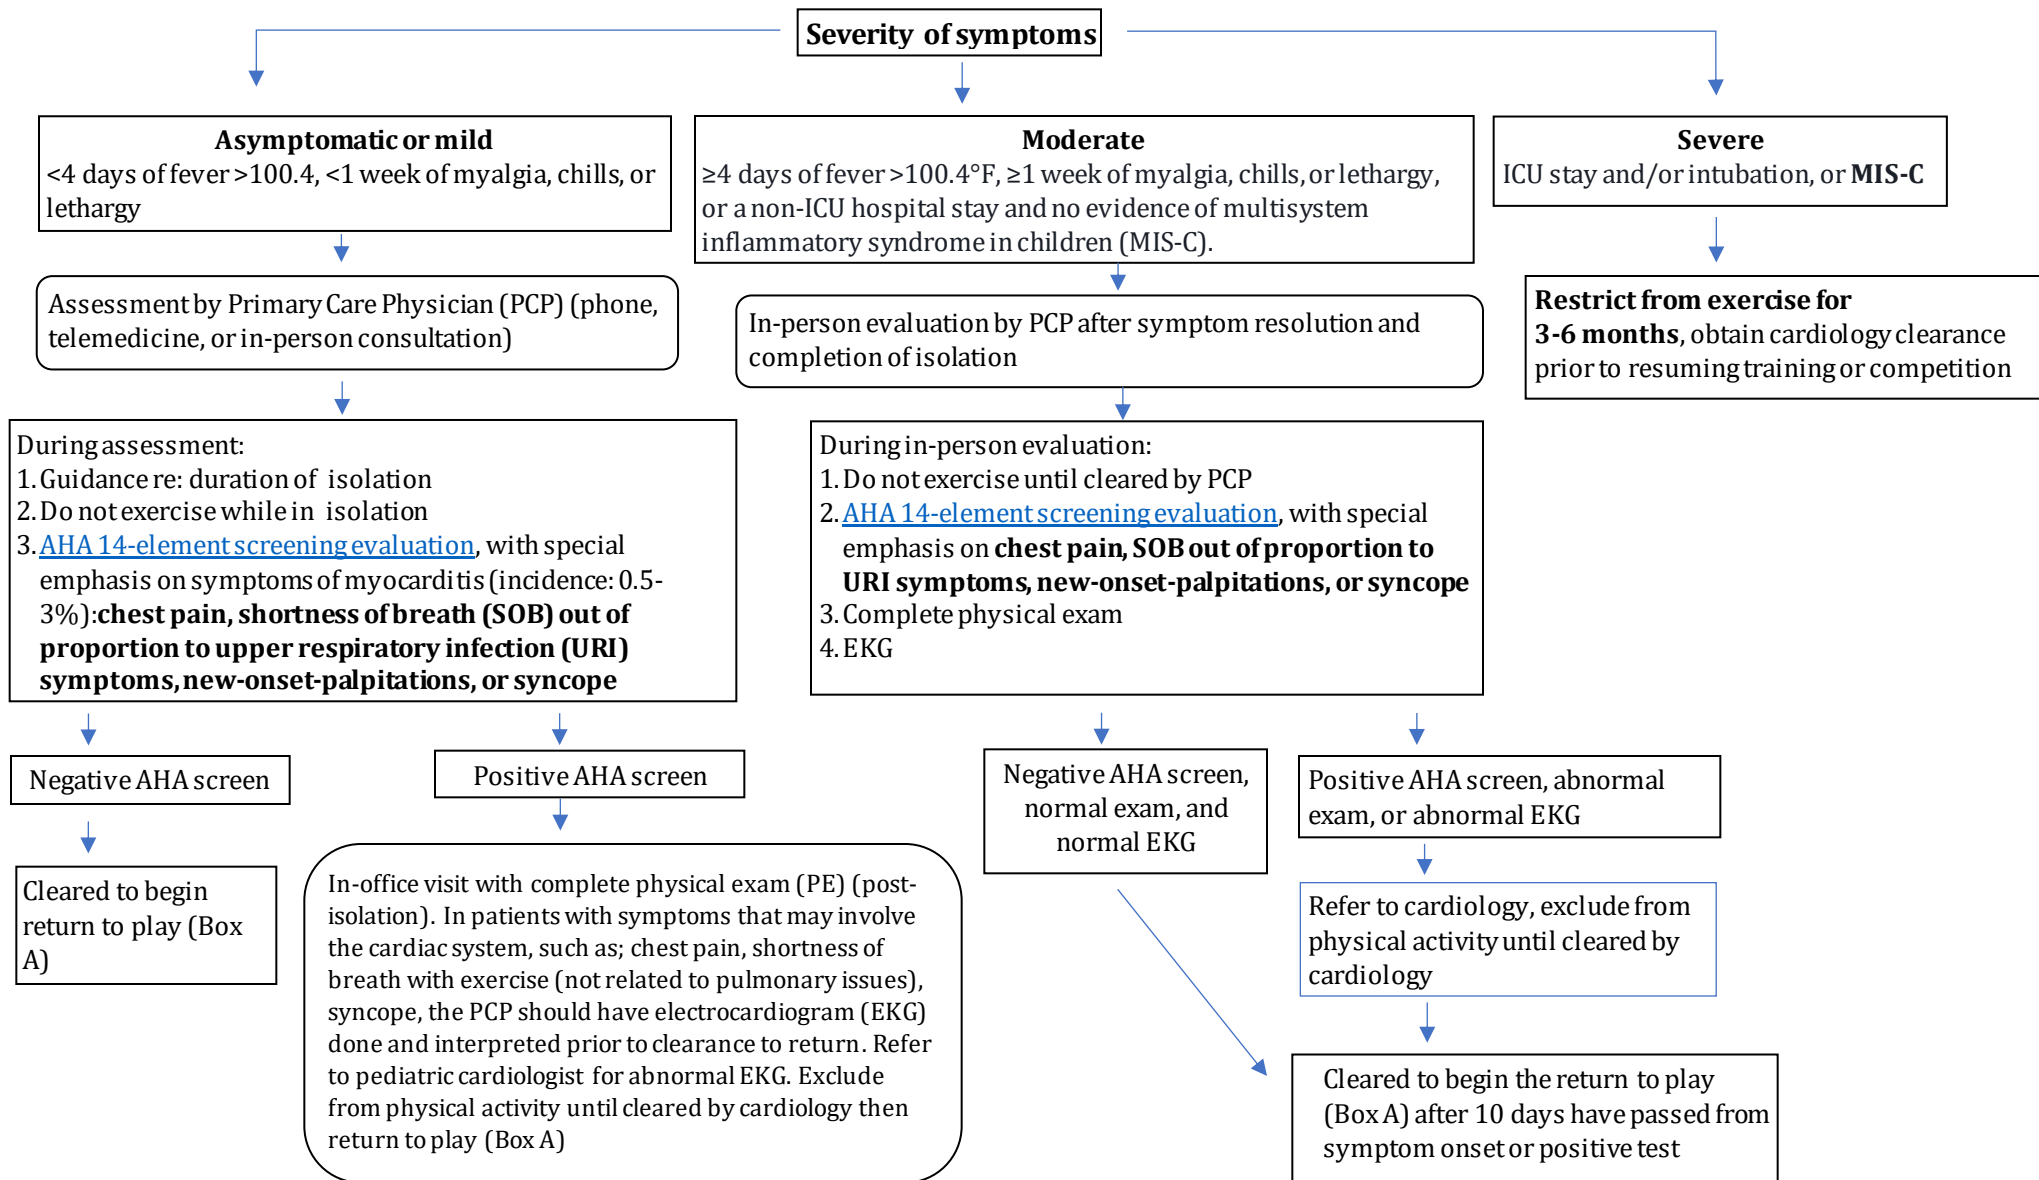 Severity of symptoms
Asymptomatic or mild
<4 days of fever >100.4, <1 week of myalgia, chills, or
lethargy
Moderate
≥4 days of fever >100.4°F, ≥1 week of myalgia, chills, or lethargy,
or a non-ICU hospital stay and no evidence of multisystem
inflammatory syndrome in children (MIS-C).
Severe
ICU stay and/or intubation, or MIS-C
Assessment by Primary Care Physician (PCP) (phone,
telemedicine, or in-person consultation)
In-person evaluation by PCP after symptom resolution and
completion of isolation
Restrict from exercise for
3-6 months, obtain cardiology clearance
prior to resuming training or competition
During assessment:
1. Guidance re: duration of isolation
2. Do not exercise while in isolation
3. AHA 14-element screening evaluation, with special
emphasis on symptoms of myocarditis (incidence: 0.5-
3%):chest pain, shortness of breath (SOB) out of
proportion to upper respiratory infection (URI)
symptoms, new-onset-palpitations, or syncope
During in-person evaluation:
1. Do not exercise until cleared by PCP
2. AHA 14-element screening evaluation, with special
emphasis on chest pain, SOB out of proportion to
URI symptoms, new-onset-palpitations, or syncope
3. Complete physical exam
4. EKG
Negative AHA screen
Positive AHA screen
Negative AHA screen,
normal exam, and
normal EKG
Positive AHA screen, abnormal
exam, or abnormal EKG
Cleared to begin
return to play (Box
A)
In-office visit with complete physical exam (PE) (post-
isolation). In patients with symptoms that may involve
the cardiac system, such as; chest pain, shortness of
breath with exercise (not related to pulmonary issues),
syncope, the PCP should have electrocardiogram (EKG)
done and interpreted prior to clearance to return. Refer
to pediatric cardiologist for abnormal EKG. Exclude
from physical activity until cleared by cardiology then
return to play (Box A)
Refer to cardiology, exclude from
physical activity until cleared by
cardiology
Cleared to begin the return to play
(Box A) after 10 days have passed from
symptom onset or positive test